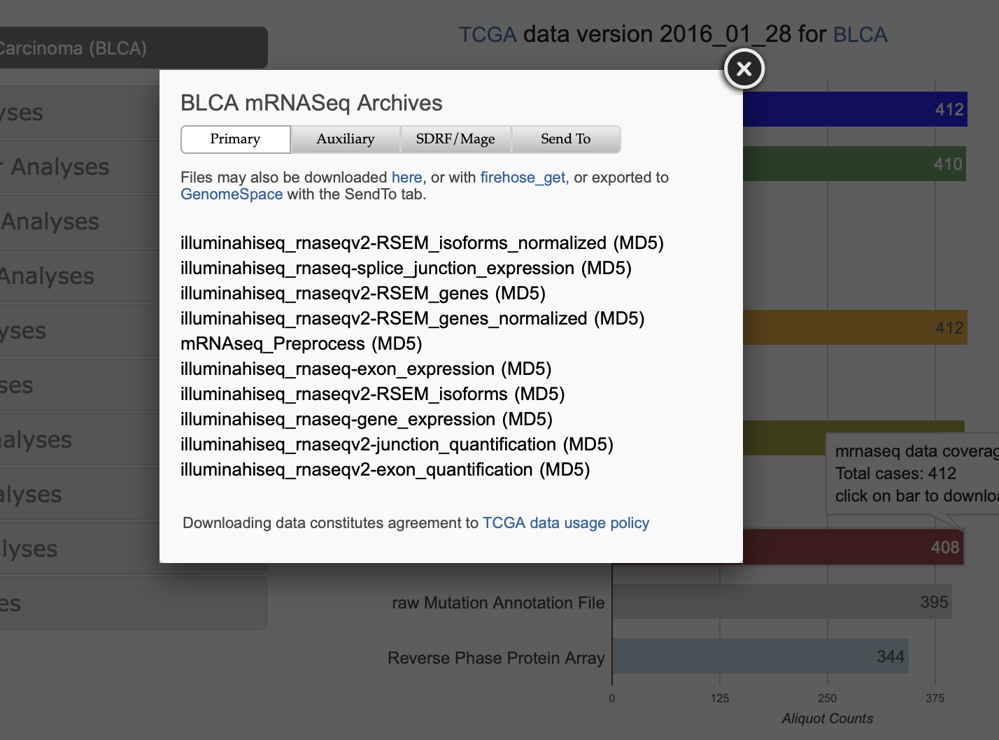 TCGA data version 2016_01_28 for BLCA
Carcinoma (BLCA)
BLCA mRNASeq Archives
Primary
Auxiliary
SDRF/Mage
Send To
Files may also be downloaded here, or with firehose_get, or exported to
GenomeSpace with the SendTo tab.
illuminahiseq_rnaseqv2-RSEM_isoforms_normalized (MD5)
illuminahiseq_rnaseq-splice_junction_expression (MD5)
illuminahiseq_rnaseqv2-RSEM_genes (MD5)
illuminahiseq_rnaseqv2-RSEM_genes_normalized (MD5)
mRNAseq_Preprocess (MD5)
illuminahiseq_rnaseq-exon_expression (MD5)
illuminahiseq_rnaseqv2-RSEM_isoforms (MD5)
illuminahiseq_rnaseq-gene_expression (MD5)
illuminahiseq_rnaseqv2-junction_quantification (MD5)
illuminahiseq_rnaseqv2-exon_quantification (MD5)
Downloading data constitutes agreement to TCGA data usage policy
yses
r Analyses
Analyses
Analyses
yses
ses
alyses
alyses
lyses
es
412
410
412
mrnaseq data coverag
Total cases: 412
click on bar to downloa
408
raw Mutation Annotation File
395
Reverse Phase Protein Array
344
0
125
250
375
Aliquot Counts